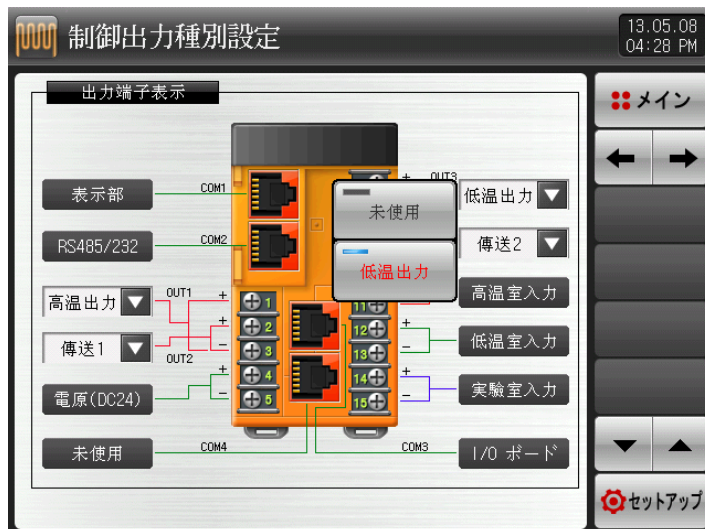 制御出力種別設定
13.05.08
04:28 PM
出力端子表示
メイン
表示部
COM1
OUT3
低温出力
未使用
RS485/232
COM2
傳送2
低温出力
高温出力
OUT1
+
1
11
高温室入力
傳送1
+
2
12
+
低温室入力
OUT2
−
3
13
−
電原(DC24)
+
4
14
+
実験室入力
−
5
15
−
未使用
COM4
COM3
I/O ボード
セットアップ